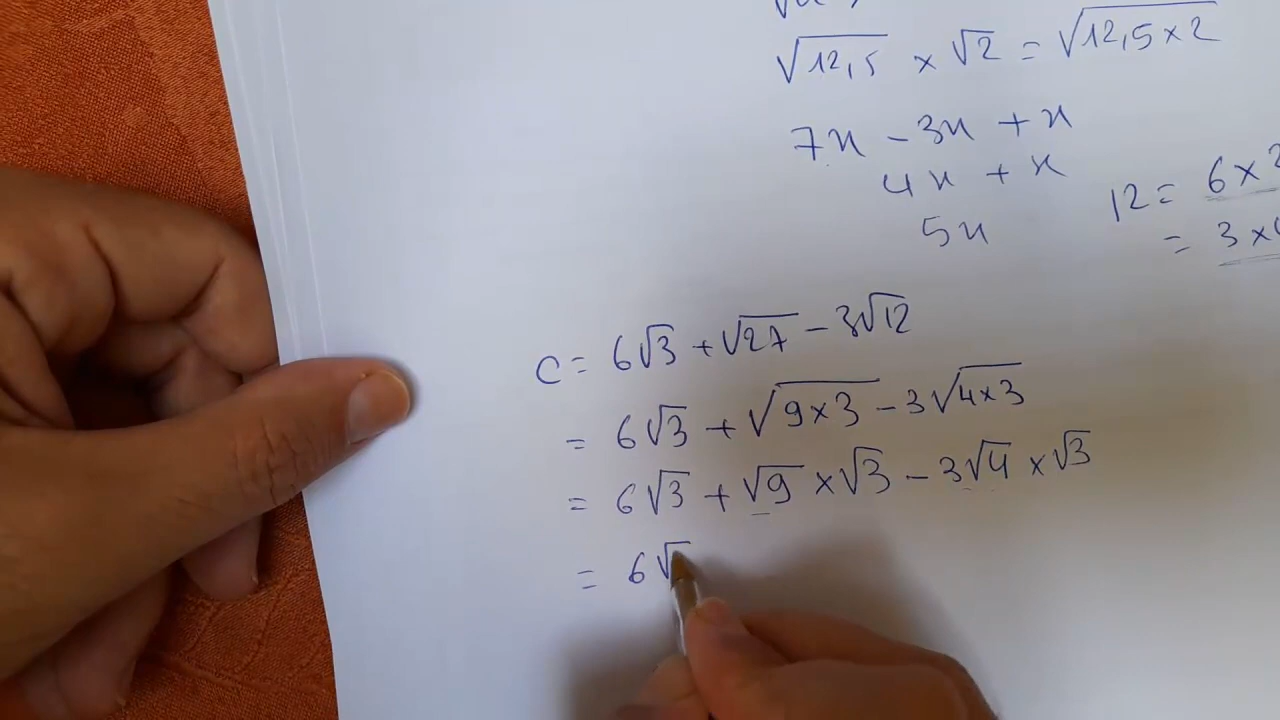 √12,5 × √2 = √12,5×2
7x − 3x + x
4x + x
5x
12 = 6×2
= 3×
C = 6√3 + √27 − 3√12
= 6√3 + √9×3 − 3√4×3
= 6√3 + √9 × √3 − 3√4 × √3
= 6√